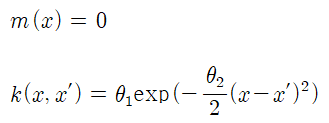 m(x) = 0
k(x, x′) = θ₁exp(−θ₂/2(x−x′)²)